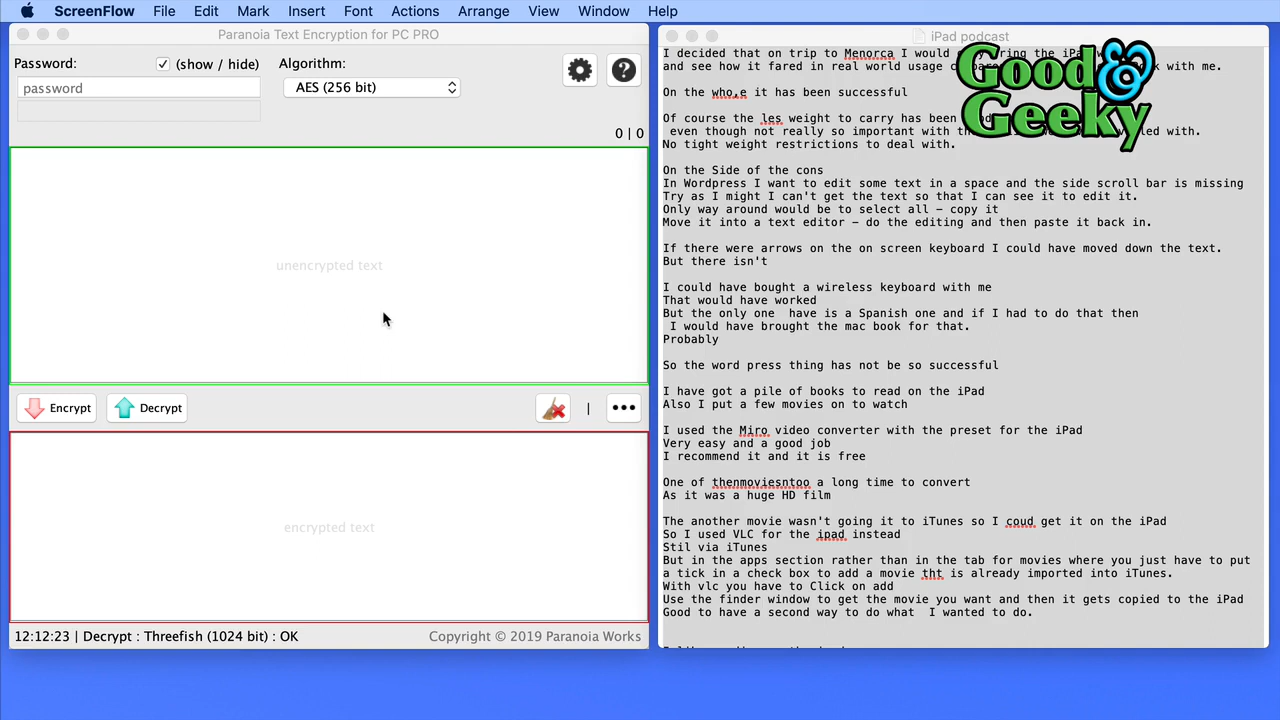 ScreenFlow File Edit Mark Insert Font Actions Arrange View Window Help
Paranoia Text Encryption for PC PRO
Password:
(show / hide)
Algorithm:
password
AES (256 bit)
0 | 0
unencrypted text
Encrypt
Decrypt
|
encrypted text
12:12:23 | Decrypt : Threefish (1024 bit) : OK
Copyright © 2019 Paranoia Works
iPad podcast
Good &
Geeky
I decided that on trip to Menorca I would bring the iPad
and see how it fared in real world usage with me.
On the who,e it has been successful
Of course the les weight to carry has been
even though not really so important with led with.
No tight weight restrictions to deal with.
On the Side of the cons
In Wordpress I want to edit some text in a space and the side scroll bar is missing
Try as I might I can't get the text so that I can see it to edit it.
Only way around would be to select all – copy it
Move it into a text editor – do the editing and then paste it back in.
If there were arrows on the on screen keyboard I could have moved down the text.
But there isn't
I could have bought a wireless keyboard with me
That would have worked
But the only one have is a Spanish one and if I had to do that then
I would have brought the mac book for that.
Probably
So the word press thing has not be so successful
I have got a pile of books to read on the iPad
Also I put a few movies on to watch
I used the Miro video converter with the preset for the iPad
Very easy and a good job
I recommend it and it is free
One of thenmoviesntoo a long time to convert
As it was a huge HD film
The another movie wasn't going it to iTunes so I coud get it on the iPad
So I used VLC for the ipad instead
Stil via iTunes
But in the apps section rather than in the tab for movies where you just have to put
a tick in a check box to add a movie tht is already imported into iTunes.
With vlc you have to Click on add
Use the finder window to get the movie you want and then it gets copied to the iPad
Good to have a second way to do what I wanted to do.